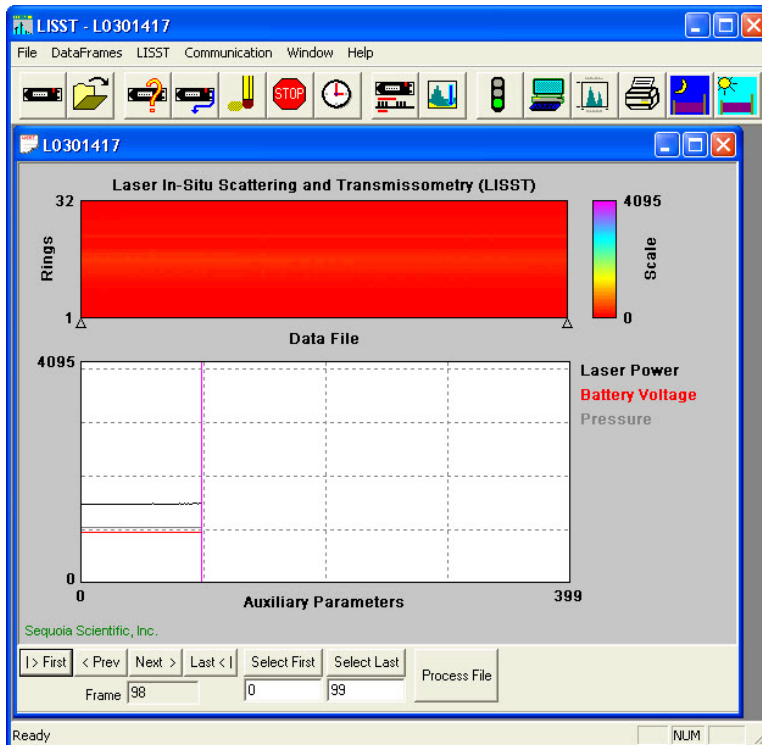 LISST - L0301417
File DataFrames LISST Communication Window Help
STOP
L0301417
Laser In-Situ Scattering and Transmissometry (LISST)
32
4095
Rings
Scale
1
0
Data File
4095
Laser Power
Battery Voltage
Pressure
0
0
399
Auxiliary Parameters
Sequoia Scientific, Inc.
|> First < Prev Next > Last <| Select First Select Last Process File
Frame 98 0 99
Ready NUM